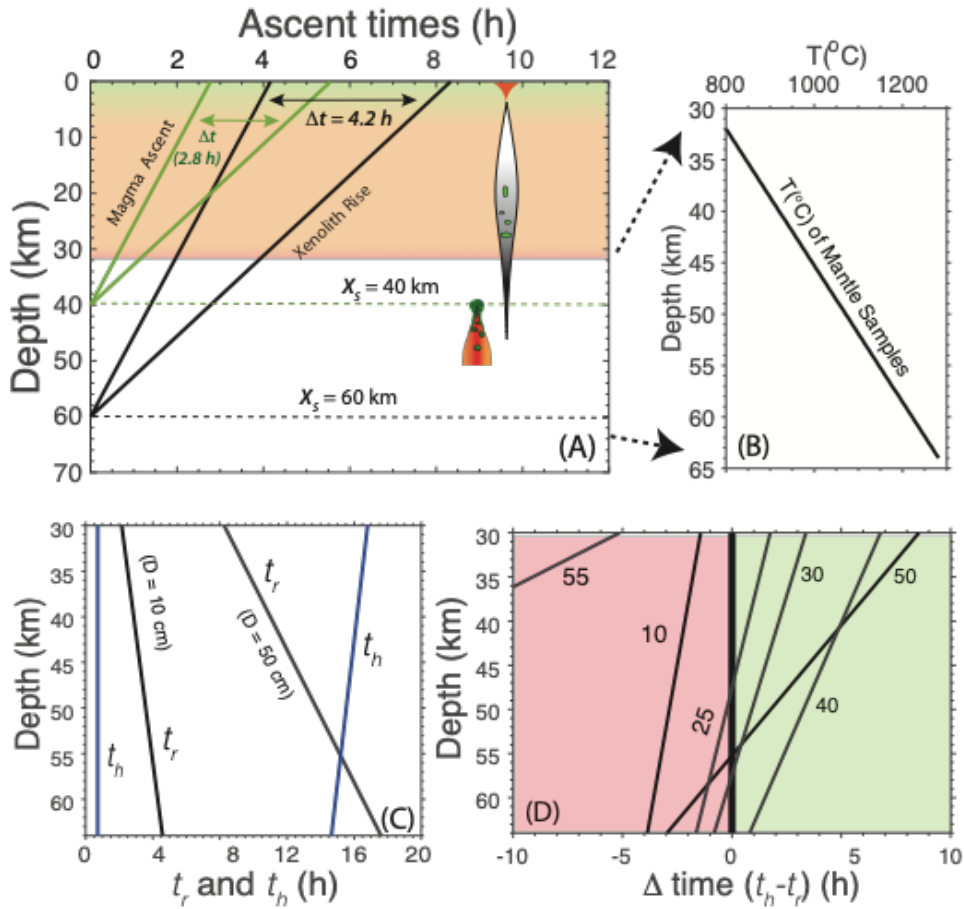 Ascent times (h)
0 2 4 6 8 10 12
0
10
20
30
40
50
60
70
Depth (km)
Δt = 4.2 h
Δt
(2.8 h)
Magma Ascent
Xenolith Rise
Xs = 40 km
Xs = 60 km
(A)
T(°C)
800 1000 1200
30
35
40
45
50
55
60
65
Depth (km)
T(°C) of Mantle Samples
(B)
30
35
40
45
50
55
60
Depth (km)
(D = 10 cm)
tr
(D = 50 cm)
th
th
tr
(C)
0 4 8 12 16 20
tr and th (h)
30
35
40
45
50
55
60
Depth (km)
55
10
30
50
25
40
(D)
-10 -5 0 5 10
Δ time (th-tr) (h)